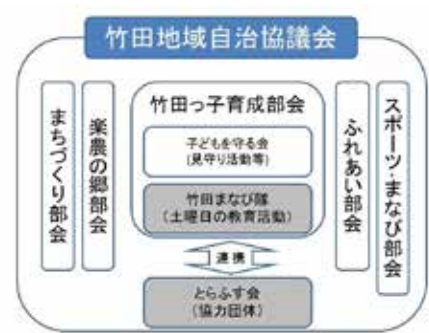 竹田地域自治協議会
まちづくり部会
楽農の郷部会
竹田っ子育成部会
子どもを守る会
(見守り活動等)
竹田まなび隊
(土曜日の教育活動)
連携
とらふす会
(協力団体)
ふれあい部会
スポーツ・まなび部会